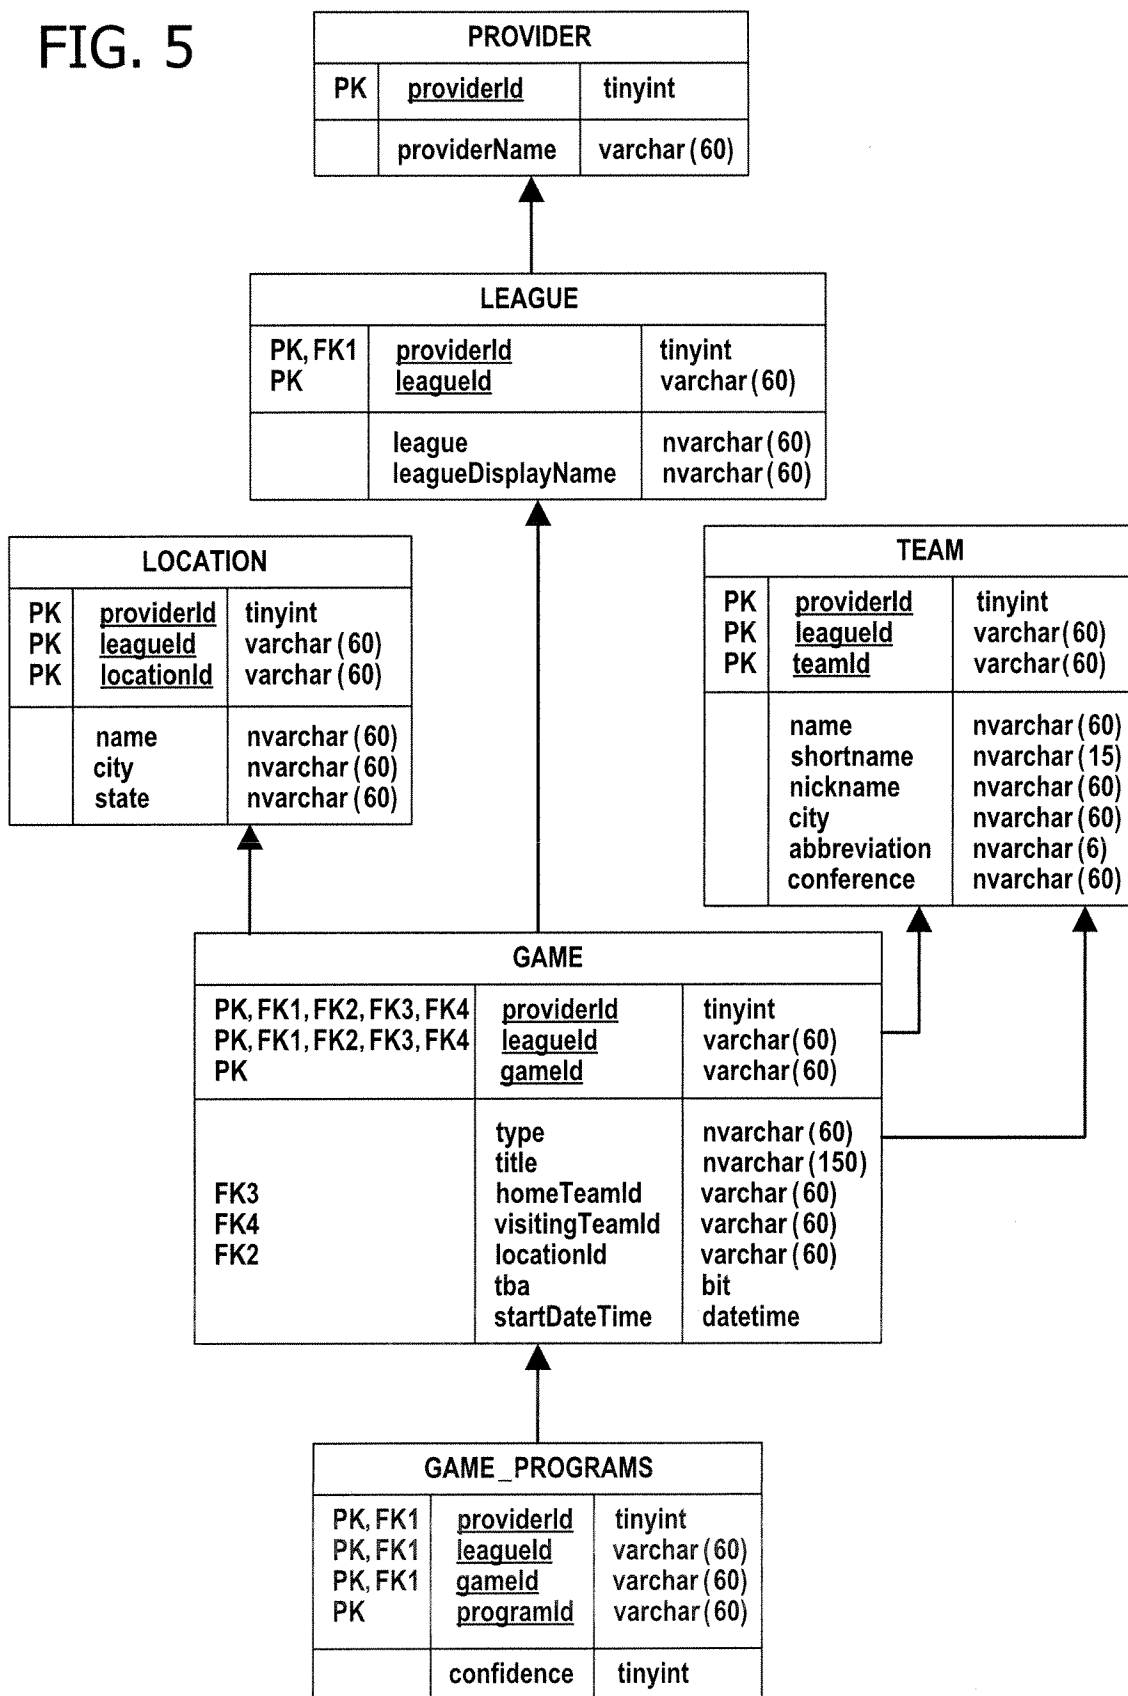 FIG. 5
PROVIDER
PK providerId tinyint
providerName varchar(60)
LEAGUE
PK, FK1 providerId tinyint
PK leagueId varchar(60)
league nvarchar(60)
leagueDisplayName nvarchar(60)
LOCATION
PK providerId tinyint
PK leagueId varchar(60)
PK locationId varchar(60)
name nvarchar(60)
city nvarchar(60)
state nvarchar(60)
TEAM
PK providerId tinyint
PK leagueId varchar(60)
PK teamId varchar(60)
name nvarchar(60)
shortname nvarchar(15)
nickname nvarchar(60)
city nvarchar(60)
abbreviation nvarchar(6)
conference nvarchar(60)
GAME
PK, FK1, FK2, FK3, FK4 providerId tinyint
PK, FK1, FK2, FK3, FK4 leagueId varchar(60)
PK gameId varchar(60)
type nvarchar(60)
title nvarchar(150)
FK3 homeTeamId varchar(60)
FK4 visitingTeamId varchar(60)
FK2 locationId varchar(60)
tba bit
startDateTime datetime
GAME_PROGRAMS
PK, FK1 providerId tinyint
PK, FK1 leagueId varchar(60)
PK, FK1 gameId varchar(60)
PK programId varchar(60)
confidence tinyint